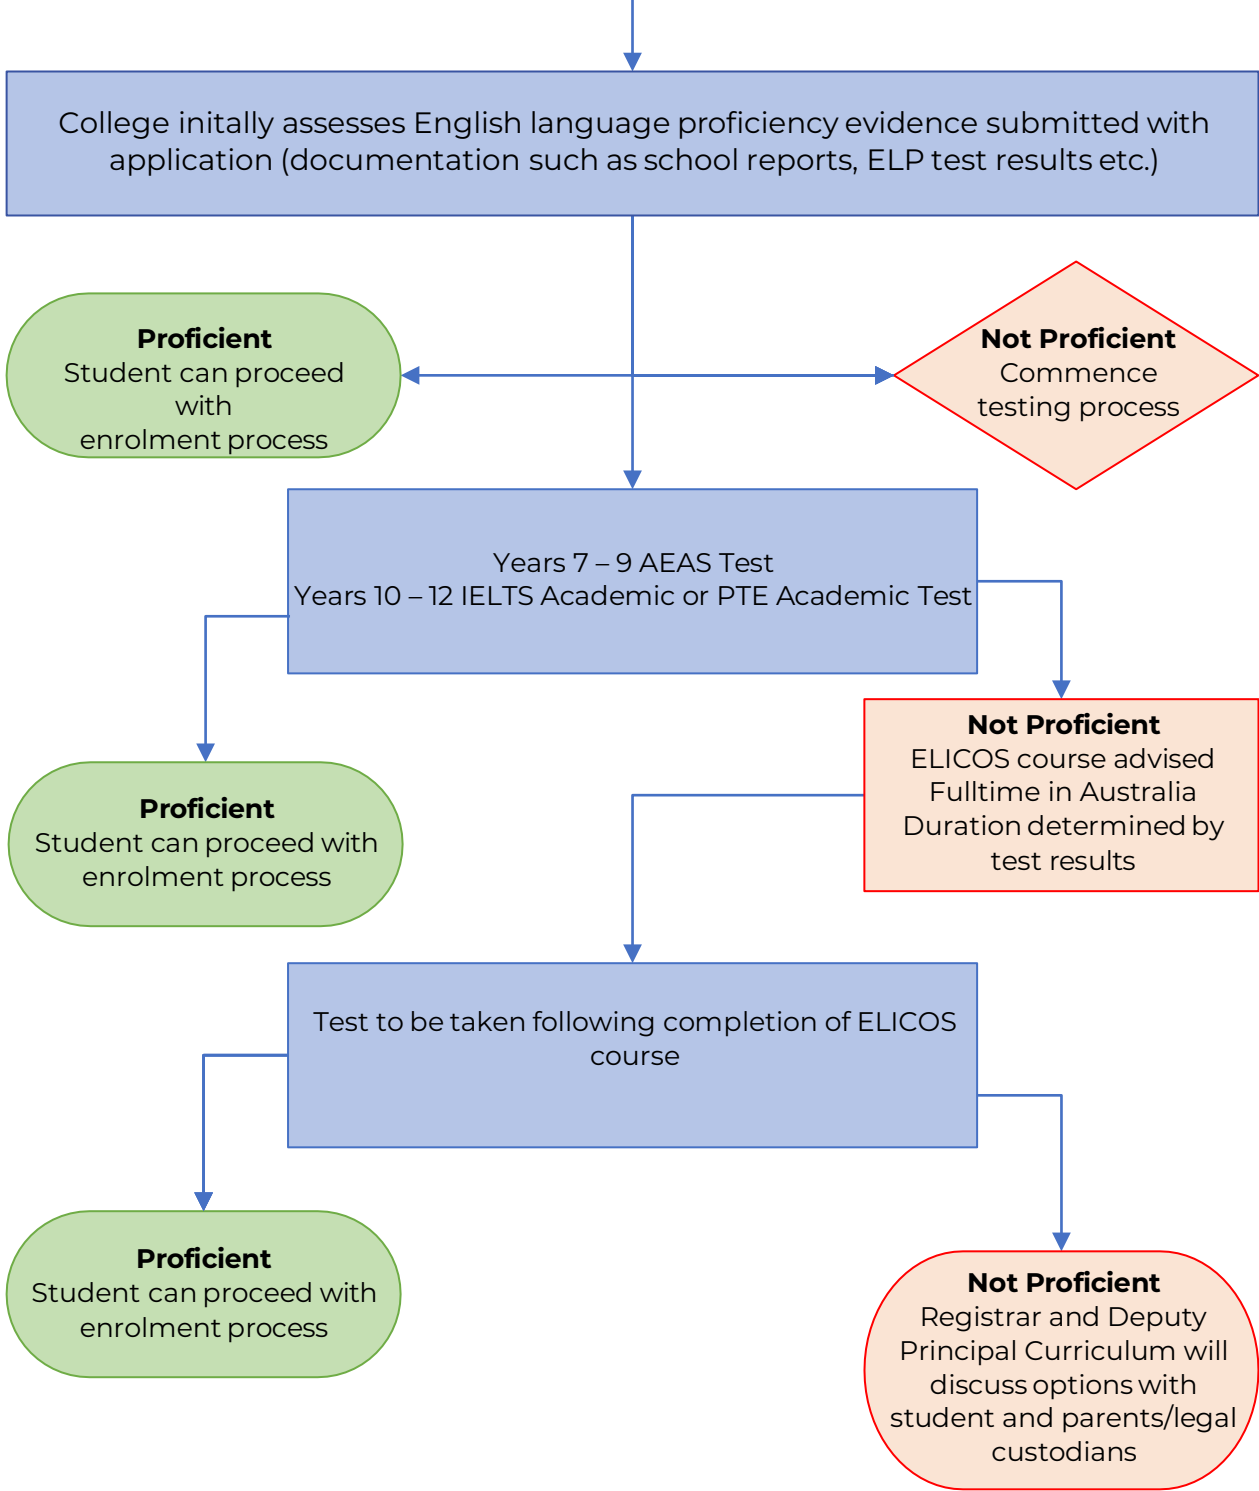 College initally assesses English language proficiency evidence submitted with
application (documentation such as school reports, ELP test results etc.)
Proficient
Student can proceed
with
enrolment process
Not Proficient
Commence
testing process
Years 7 – 9 AEAS Test
Years 10 – 12 IELTS Academic or PTE Academic Test
Proficient
Student can proceed with
enrolment process
Not Proficient
ELICOS course advised
Fulltime in Australia
Duration determined by
test results
Test to be taken following completion of ELICOS
course
Proficient
Student can proceed with
enrolment process
Not Proficient
Registrar and Deputy
Principal Curriculum will
discuss options with
student and parents/legal
custodians